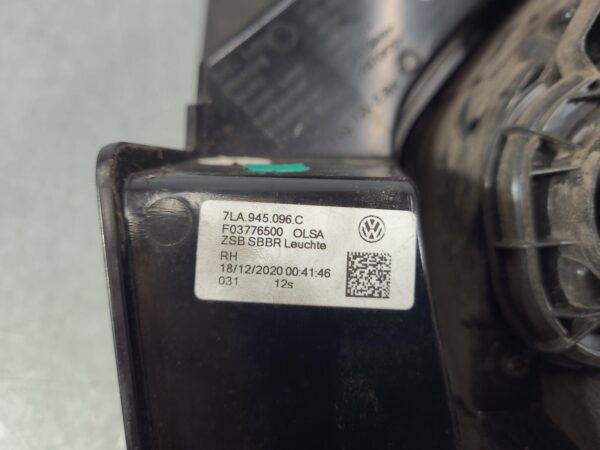 7LA.945.096.C
F03776500 OLSA
ZSB SBBR Leuchte
RH
18/12/2020 00:41:46
031 12s